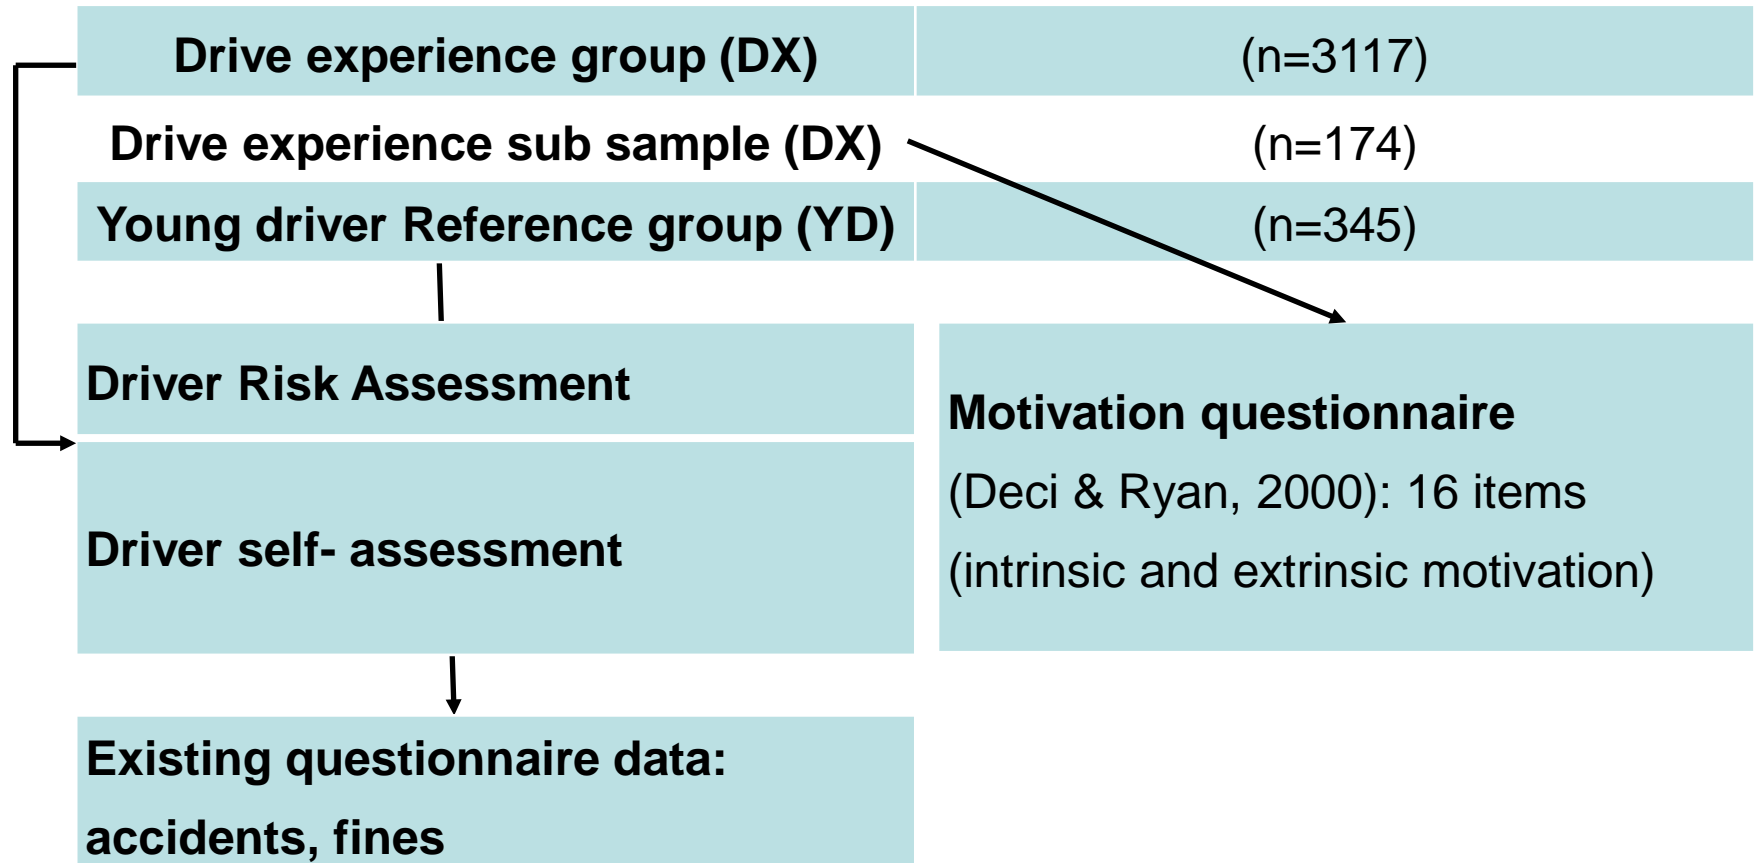 Drive experience group (DX) (n=3117)
Drive experience sub sample (DX) (n=174)
Young driver Reference group (YD) (n=345)
Driver Risk Assessment
Driver self- assessment
Motivation questionnaire
(Deci & Ryan, 2000): 16 items
(intrinsic and extrinsic motivation)
Existing questionnaire data:
accidents, fines